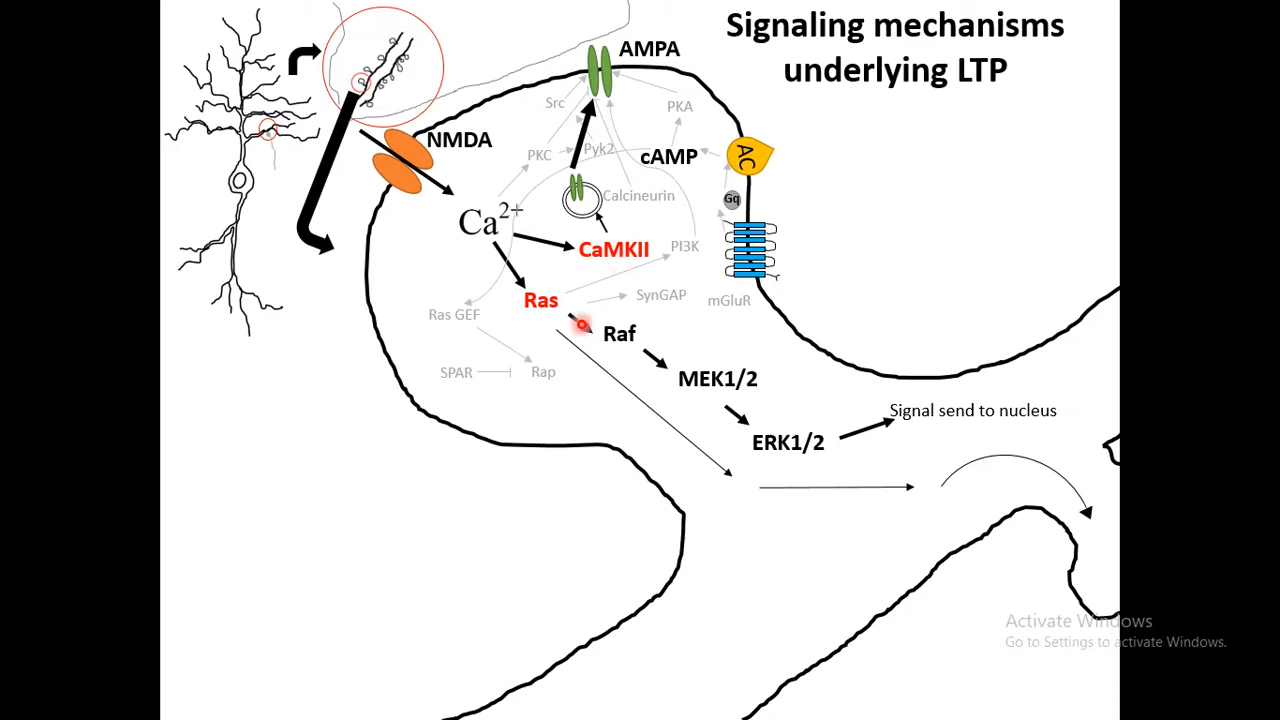 Signaling mechanisms
underlying LTP
AMPA
NMDA
Src
PKA
PKC
Pyk2
cAMP
AC
Calcineurin
Gq
Ca2+
CaMKII
PI3K
Ras
SynGAP
mGluR
Ras GEF
Raf
SPAR
Rap
MEK1/2
Signal send to nucleus
ERK1/2
Activate Windows
Go to Settings to activate Windows.